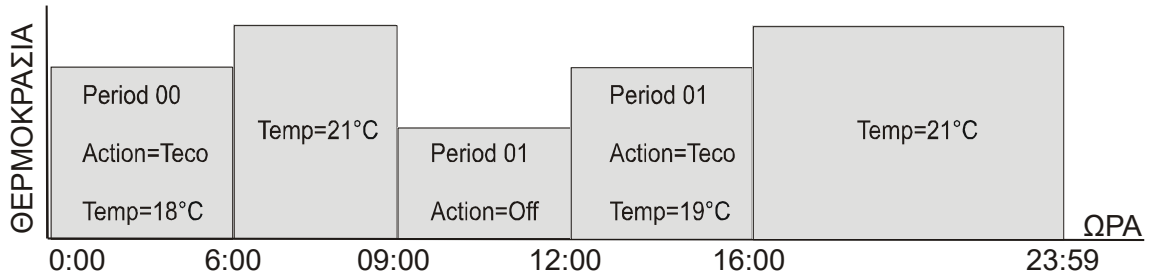 ΘΕΡΜΟΚΡΑΣΙΑ
Period 00
Action=Teco
Temp=18°C
Temp=21°C
Period 01
Action=Off
Period 01
Action=Teco
Temp=19°C
Temp=21°C
ΩΡΑ
0:00 6:00 09:00 12:00 16:00 23:59